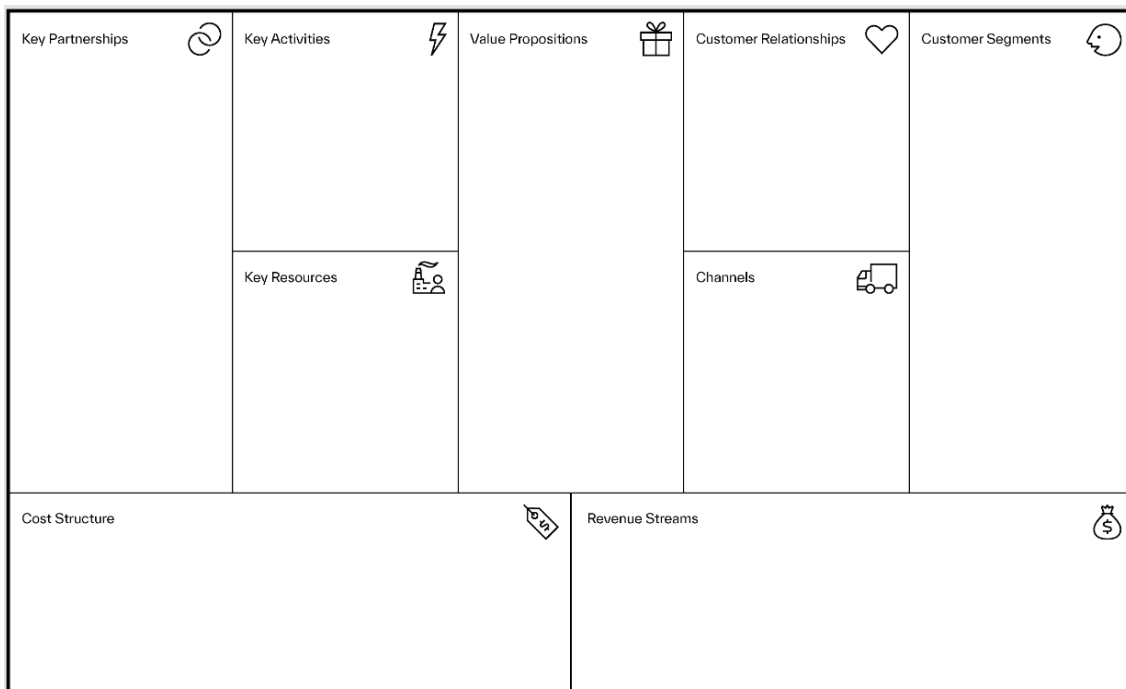 Key Partnerships
Key Activities
Value Propositions
Customer Relationships
Customer Segments
Key Resources
Channels
Cost Structure
Revenue Streams